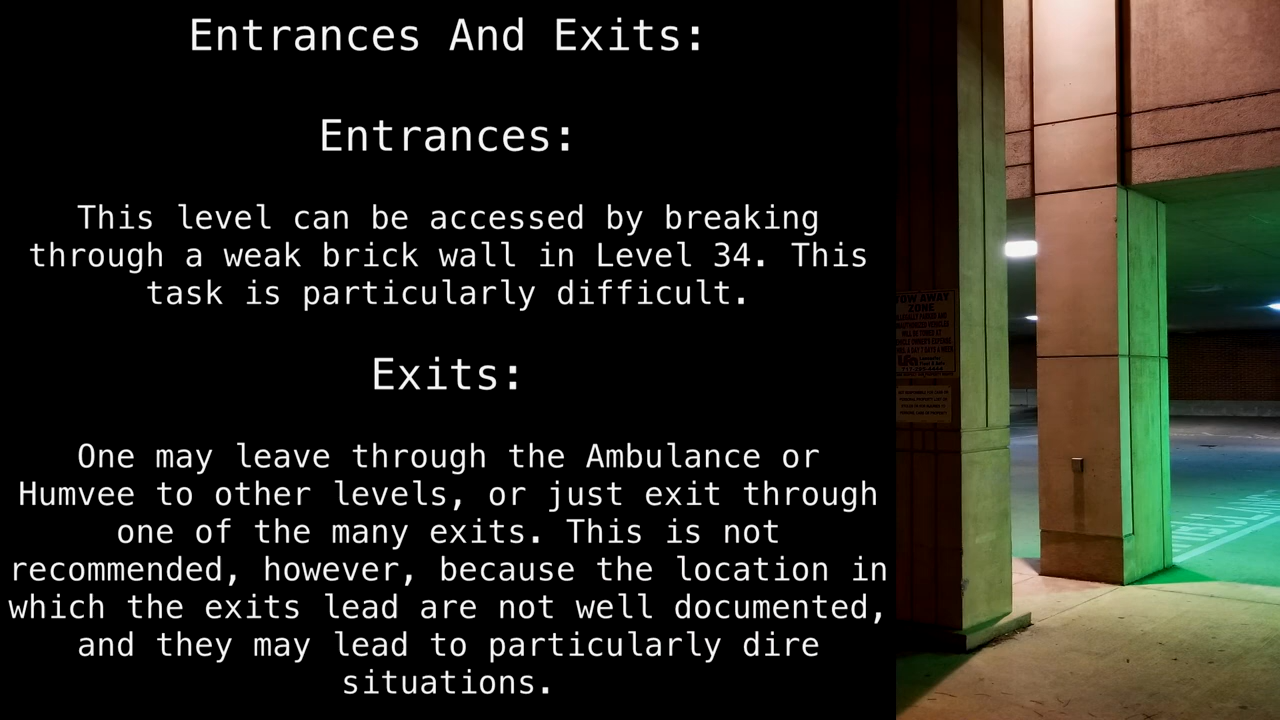 Entrances And Exits:
Entrances:
This level can be accessed by breaking
through a weak brick wall in Level 34. This
task is particularly difficult.
Exits:
One may leave through the Ambulance or
Humvee to other levels, or just exit through
one of the many exits. This is not
recommended, however, because the location in
which the exits lead are not well documented,
and they may lead to particularly dire
situations.
TOW AWAY
ZONE